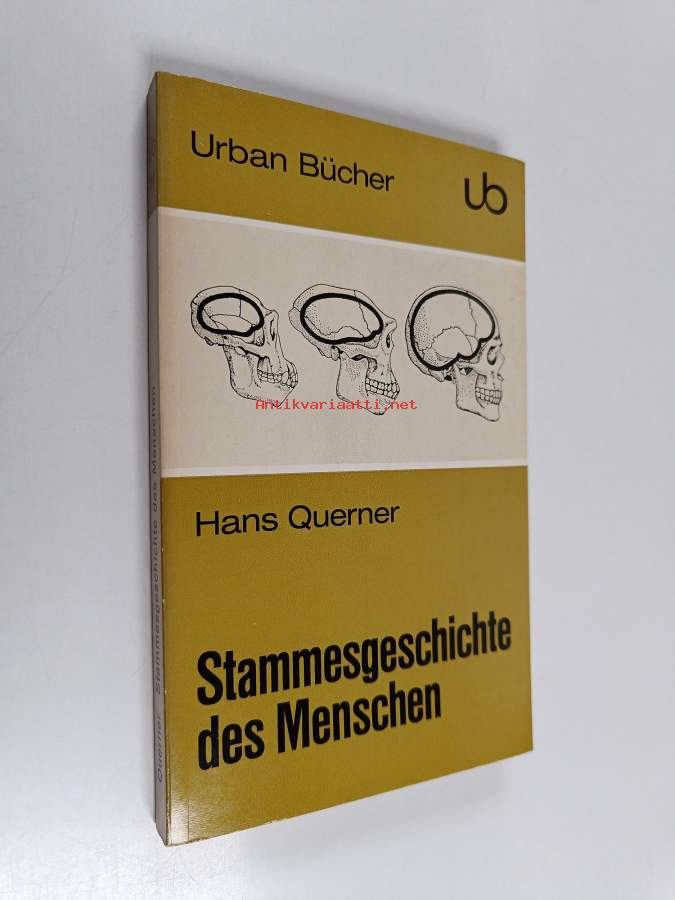 Urban Bücher
ub
Antikvariaatti.net
Hans Querner
Stammesgeschichte
des Menschen
Querner Stammesgeschichte des Menschen